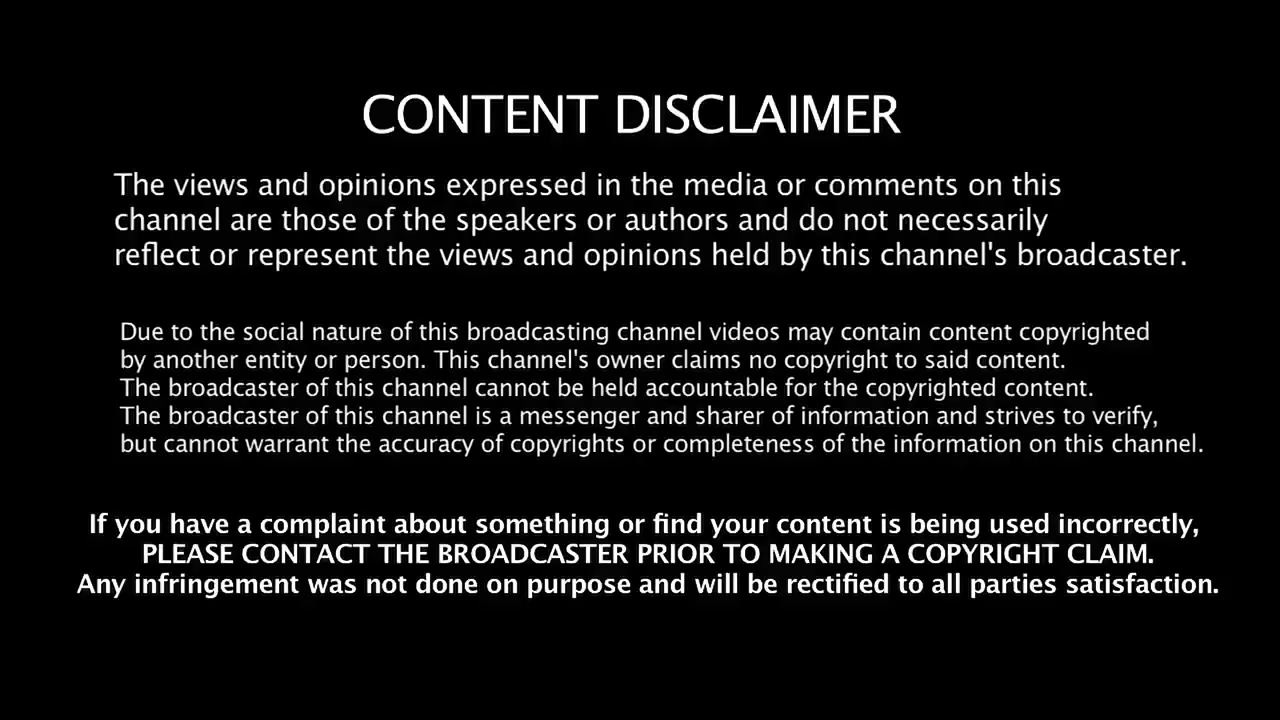 CONTENT DISCLAIMER
The views and opinions expressed in the media or comments on this
channel are those of the speakers or authors and do not necessarily
reflect or represent the views and opinions held by this channel's broadcaster.
Due to the social nature of this broadcasting channel videos may contain content copyrighted
by another entity or person. This channel's owner claims no copyright to said content.
The broadcaster of this channel cannot be held accountable for the copyrighted content.
The broadcaster of this channel is a messenger and sharer of information and strives to verify,
but cannot warrant the accuracy of copyrights or completeness of the information on this channel.
If you have a complaint about something or find your content is being used incorrectly,
PLEASE CONTACT THE BROADCASTER PRIOR TO MAKING A COPYRIGHT CLAIM.
Any infringement was not done on purpose and will be rectified to all parties satisfaction.